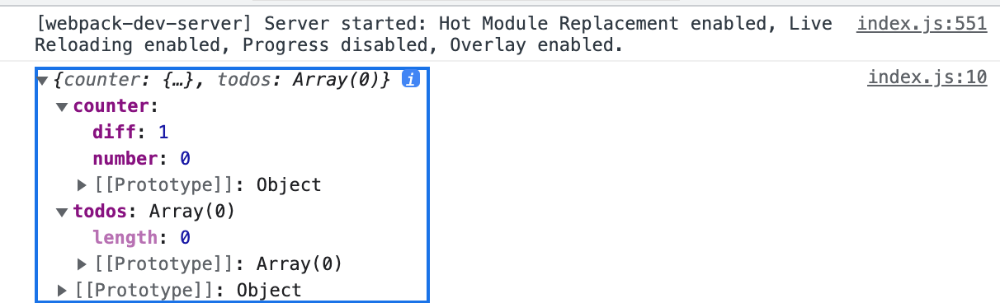 [webpack-dev-server] Server started: Hot Module Replacement enabled, Live index.js:551
Reloading enabled, Progress disabled, Overlay enabled.
▼{counter: {…}, todos: Array(0)} i index.js:10
▼counter:
diff: 1
number: 0
▶[[Prototype]]: Object
▼todos: Array(0)
length: 0
▶[[Prototype]]: Array(0)
▶[[Prototype]]: Object